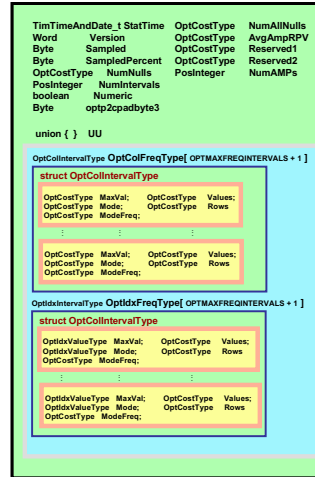 TimTimeAndDate_t StatTime OptCostType NumAllNulls
Word Version OptCostType AvgAmpRPV
Byte Sampled OptCostType Reserved1
Byte SampledPercent OptCostType Reserved2
OptCostType NumNulls PosInteger NumAMPs
PosInteger NumIntervals
boolean Numeric
Byte optp2cpadbyte3
union { } UU
OptColIntervalType OptColFreqType[ OPTMAXFREQINTERVALS + 1 ]
struct OptColIntervalType
OptCostType MaxVal; OptCostType Values;
OptCostType Mode; OptCostType Rows
OptCostType ModeFreq;
: : :
OptCostType MaxVal; OptCostType Values;
OptCostType Mode; OptCostType Rows
OptCostType ModeFreq;
OptIdxIntervalType OptIdxFreqType[ OPTMAXFREQINTERVALS + 1 ]
struct OptColIntervalType
OptIdxValueType MaxVal; OptCostType Values;
OptIdxValueType Mode; OptCostType Rows
OptCostType ModeFreq;
: : :
OptIdxValueType MaxVal; OptCostType Values;
OptIdxValueType Mode; OptCostType Rows
OptCostType ModeFreq;